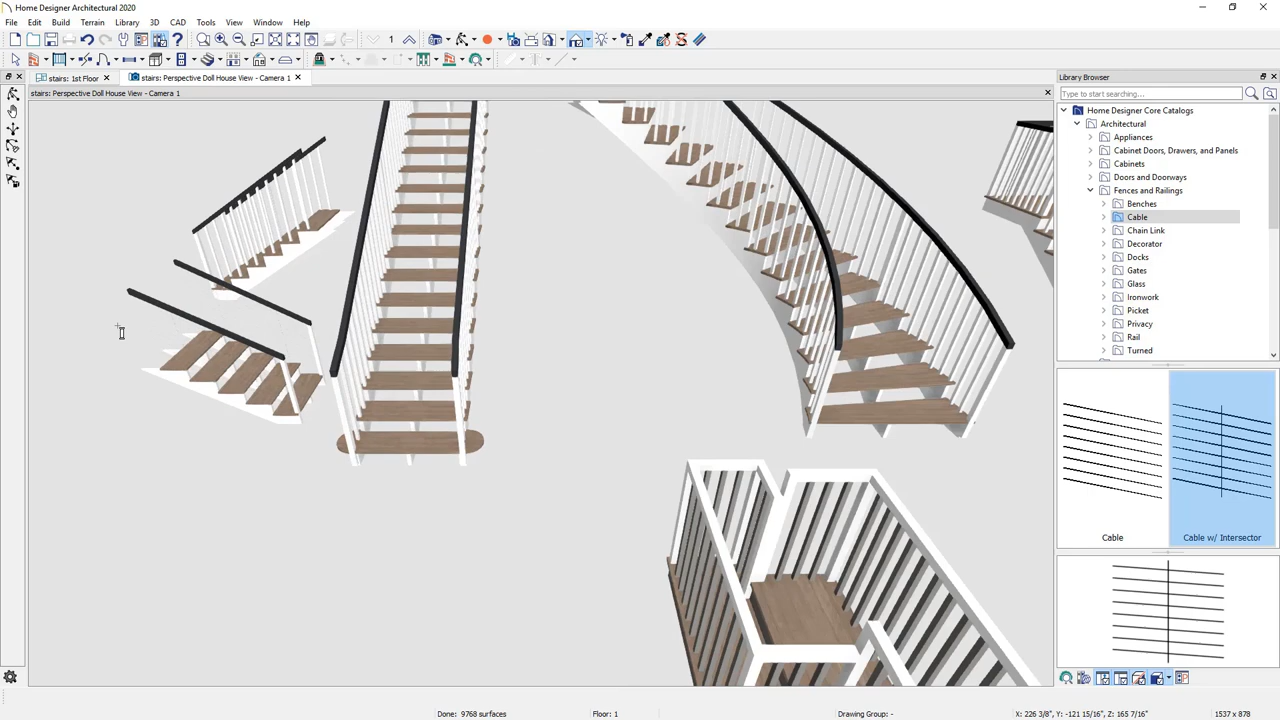 Home Designer Architectural 2020
File Edit Build Terrain Library 3D CAD Tools View Window Help
1
stairs: 1st Floor stairs: Perspective Doll House View - Camera 1
stairs: Perspective Doll House View - Camera 1
Library Browser
Type to start searching...
Home Designer Core Catalogs
Architectural
Appliances
Cabinet Doors, Drawers, and Panels
Cabinets
Doors and Doorways
Fences and Railings
Benches
Cable
Chain Link
Decorator
Docks
Gates
Glass
Ironwork
Picket
Privacy
Rail
Turned
Cable Cable w/ Intersector
Done: 9768 surfaces Floor: 1 Drawing Group: - X: 226 3/8", Y: -121 15/16", Z: 165 7/16" 1537 x 878